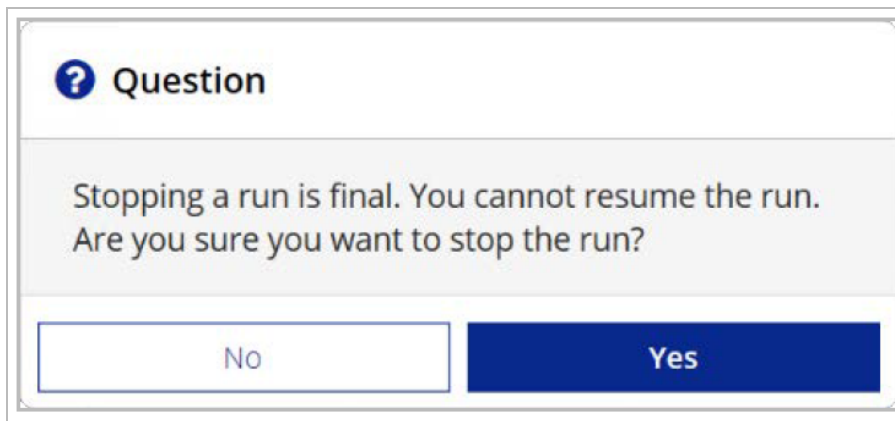 ? Question
Stopping a run is final. You cannot resume the run.
Are you sure you want to stop the run?
No
Yes